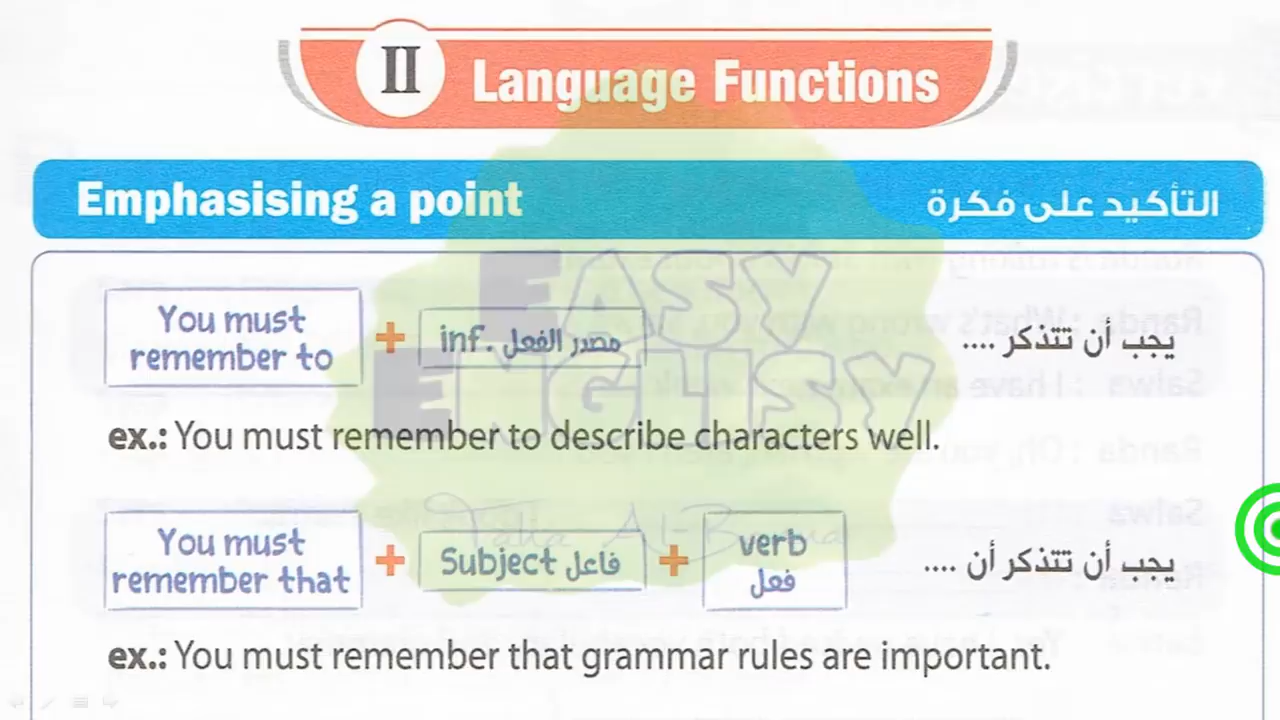 II Language Functions
Emphasising a point التأكيد على فكرة
EASY
ENGLISY
You must remember to + inf. مصدر الفعل يجب أن تتذكر ....
ex.: You must remember to describe characters well.
You must remember that + Subject فاعل + verb فعل يجب أن تتذكر أن ....
ex.: You must remember that grammar rules are important.